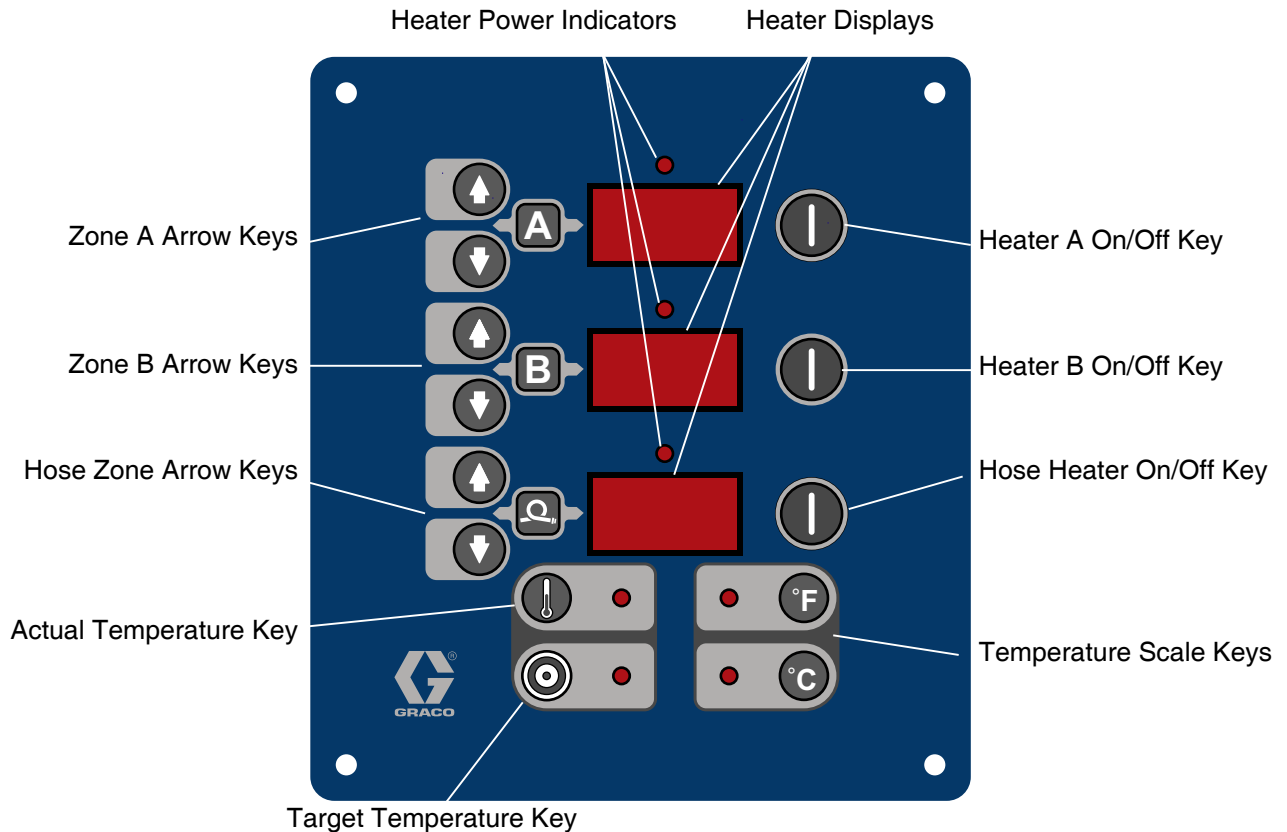 Heater Power Indicators
Heater Displays
Zone A Arrow Keys
A
Heater A On/Off Key
Zone B Arrow Keys
B
Heater B On/Off Key
Hose Zone Arrow Keys
Hose Heater On/Off Key
Actual Temperature Key
°F
Temperature Scale Keys
°C
®
GRACO
Target Temperature Key